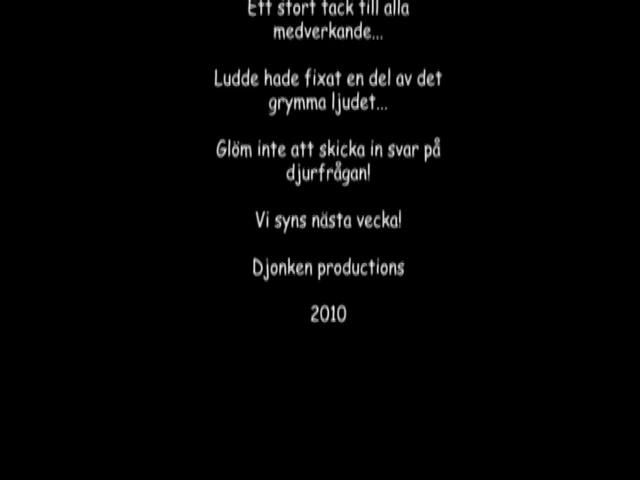 Ett stort tack till alla
medverkande...
Ludde hade fixat en del av det
grymma ljudet...
Glöm inte att skicka in svar på
djurfrågan!
Vi syns nästa vecka!
Djonken productions
2010